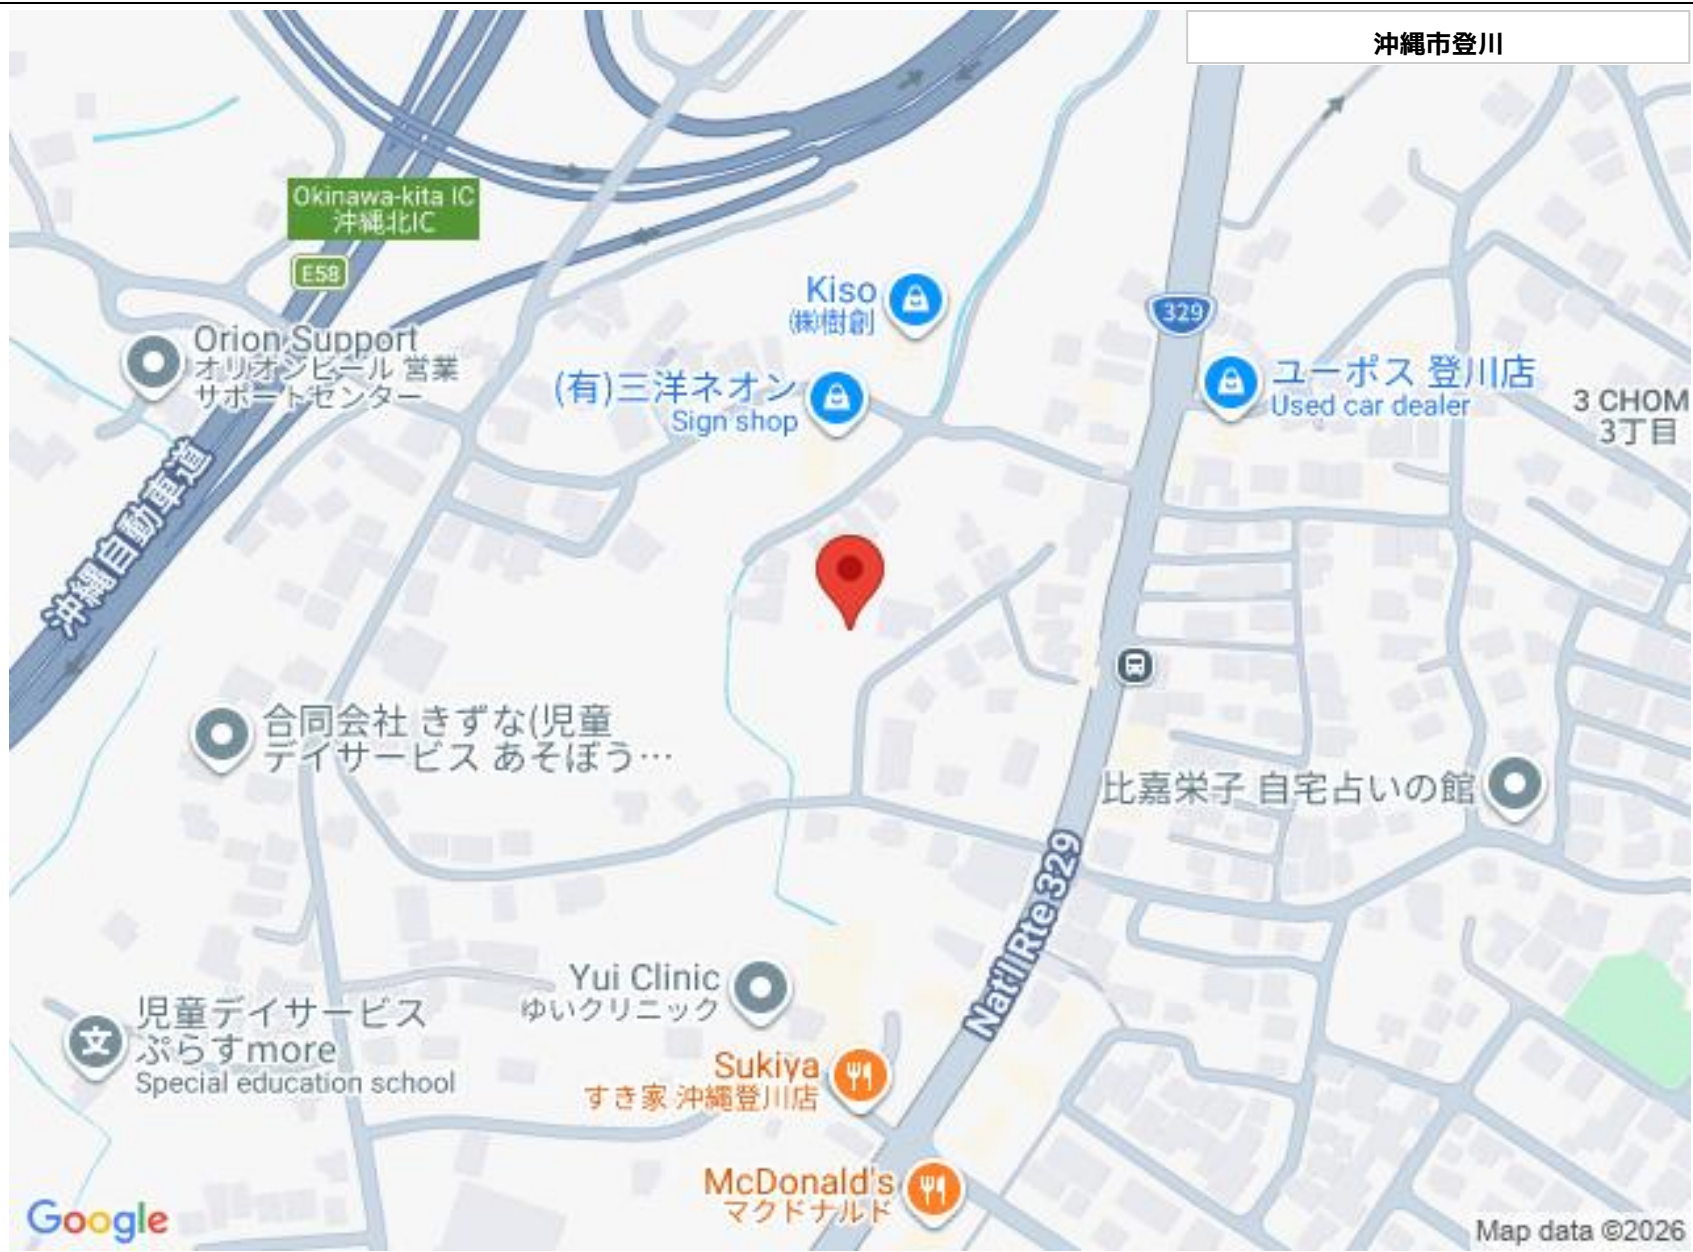 沖縄市登川
Okinawa-kita IC
沖縄北IC
E58
Kiso
㈱樹創
329
Orion Support
オリオンビール 営業
サポートセンター
(有)三洋ネオン
Sign shop
ユーポス 登川店
Used car dealer
3 CHOM
3丁目
沖縄自動車道
合同会社 きずな(児童
デイサービス あそぼう…
比嘉栄子 自宅占いの館
Nat'l Rte 329
Yui Clinic
ゆいクリニック
児童デイサービス
ぷらすmore
Special education school
文
Sukiya
すき家 沖縄登川店
McDonald's
マクドナルド
Google
Map data ©2026